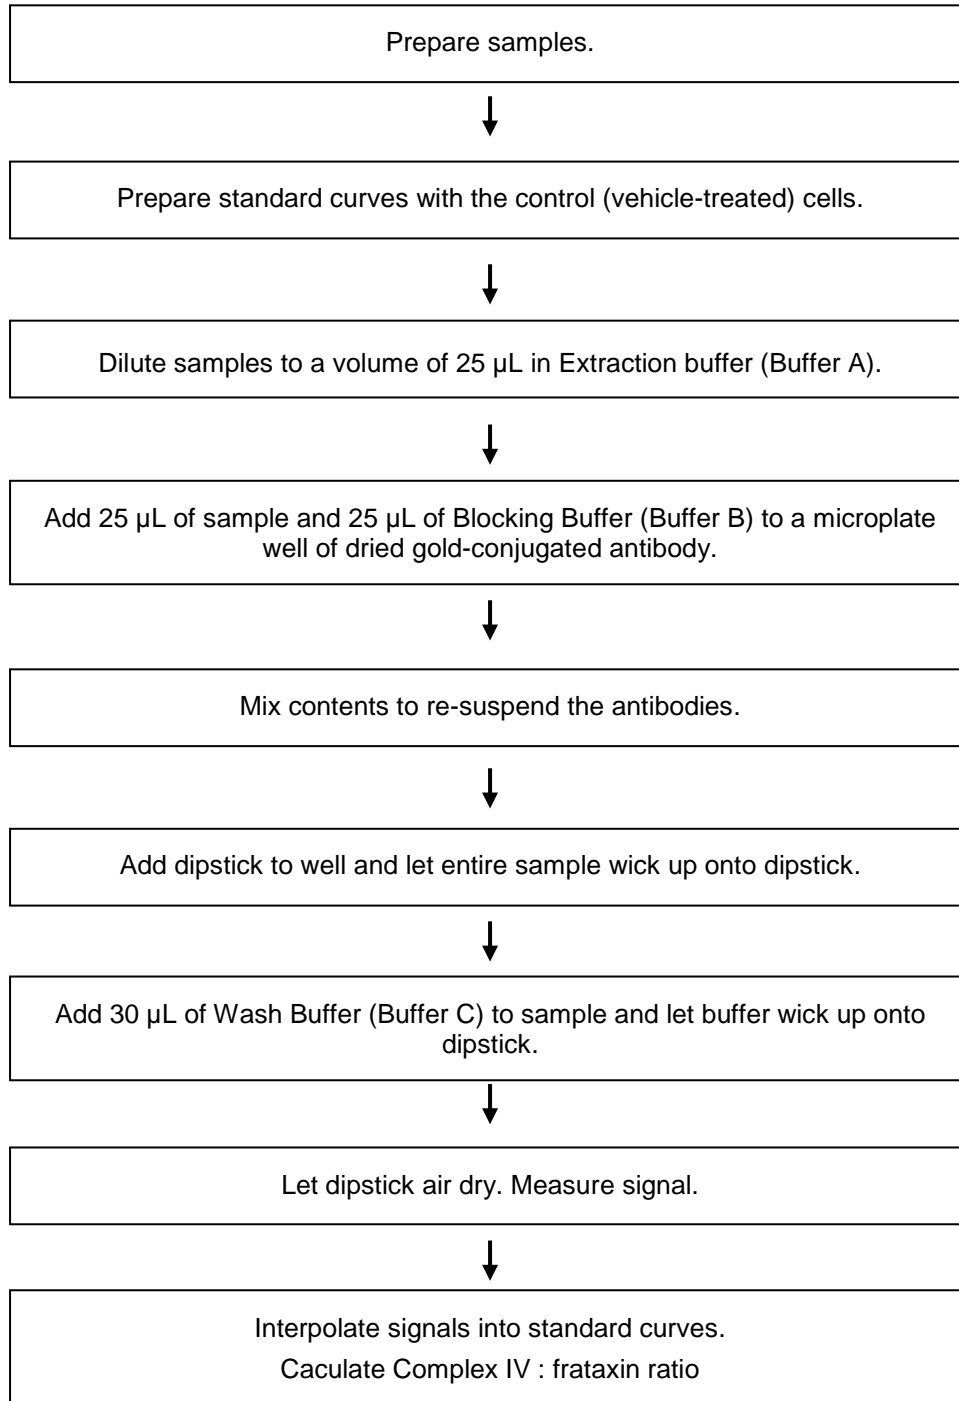 Prepare samples.
Prepare standard curves with the control (vehicle-treated) cells.
Dilute samples to a volume of 25 µL in Extraction buffer (Buffer A).
Add 25 µL of sample and 25 µL of Blocking Buffer (Buffer B) to a microplate
well of dried gold-conjugated antibody.
Mix contents to re-suspend the antibodies.
Add dipstick to well and let entire sample wick up onto dipstick.
Add 30 µL of Wash Buffer (Buffer C) to sample and let buffer wick up onto
dipstick.
Let dipstick air dry. Measure signal.
Interpolate signals into standard curves.
Caculate Complex IV : frataxin ratio